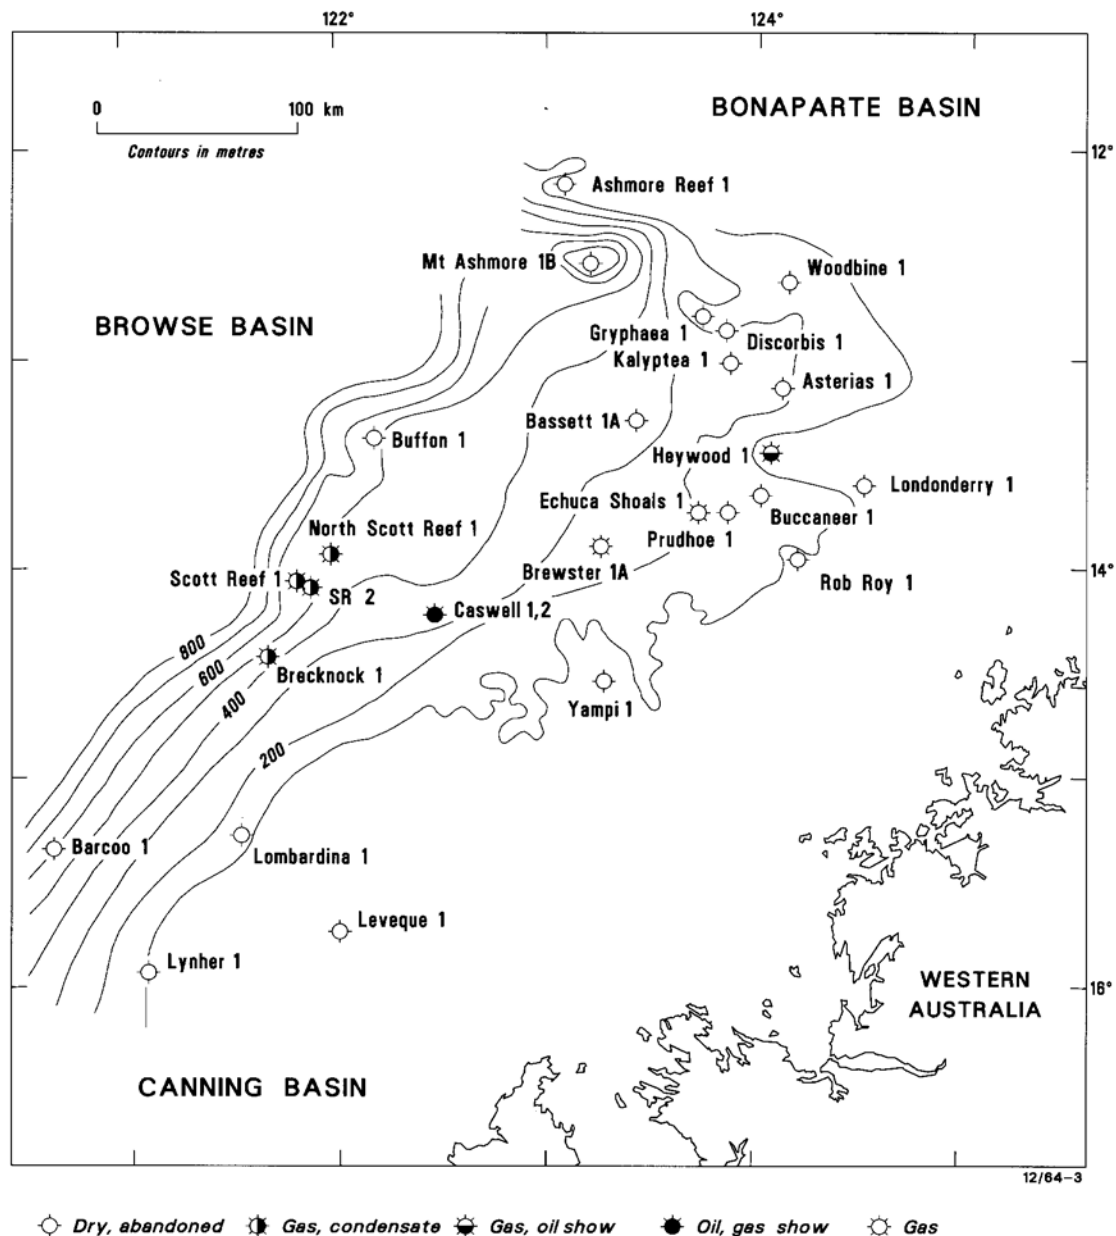 122°
124°
0
100 km
Contours in metres
BONAPARTE BASIN
12°
Ashmore Reef 1
Mt Ashmore 1B
Woodbine 1
BROWSE BASIN
Gryphaea 1
Discorbis 1
Kalyptea 1
Asterias 1
Bassett 1A
Buffon 1
Heywood 1
Londonderry 1
Echuca Shoals 1
Buccaneer 1
North Scott Reef 1
Prudhoe 1
Brewster 1A
14°
Scott Reef 1
SR 2
Caswell 1,2
Rob Roy 1
800
600
Brecknock 1
400
Yampi 1
200
Barcoo 1
Lombardina 1
Leveque 1
Lynher 1
WESTERN
AUSTRALIA
16°
CANNING BASIN
12/64-3
Dry, abandoned
Gas, condensate
Gas, oil show
Oil, gas show
Gas